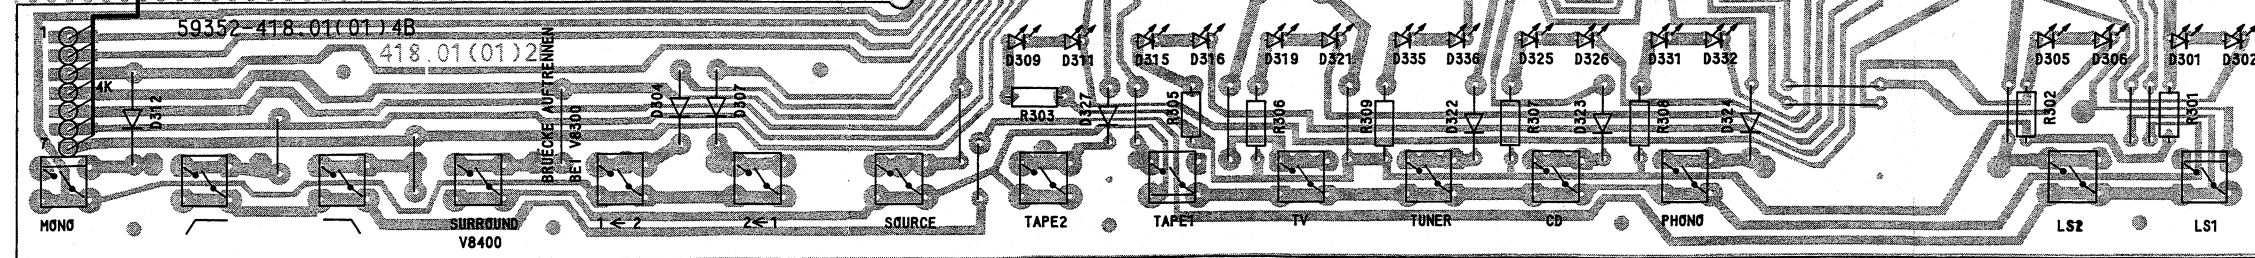 59352-418.01(01)4B
418.01(01)2
1
4K
7
BRUECKE AUFTRENNEN
BET V8300
D312
D304
D307
D309 D311 D315 D316 D319 D321 D335 D336 D325 D326 D331 D332 D305 D306 D301 D302
R303
D327
R305
R306
R309
D322
R307
D323
R308
D324
R302
R301
MONO
SURROUND
V8400
1 ← 2
2 ← 1
SOURCE
TAPE2
TAPE1
TV
TUNER
CD
PHONO
LS2
LS1